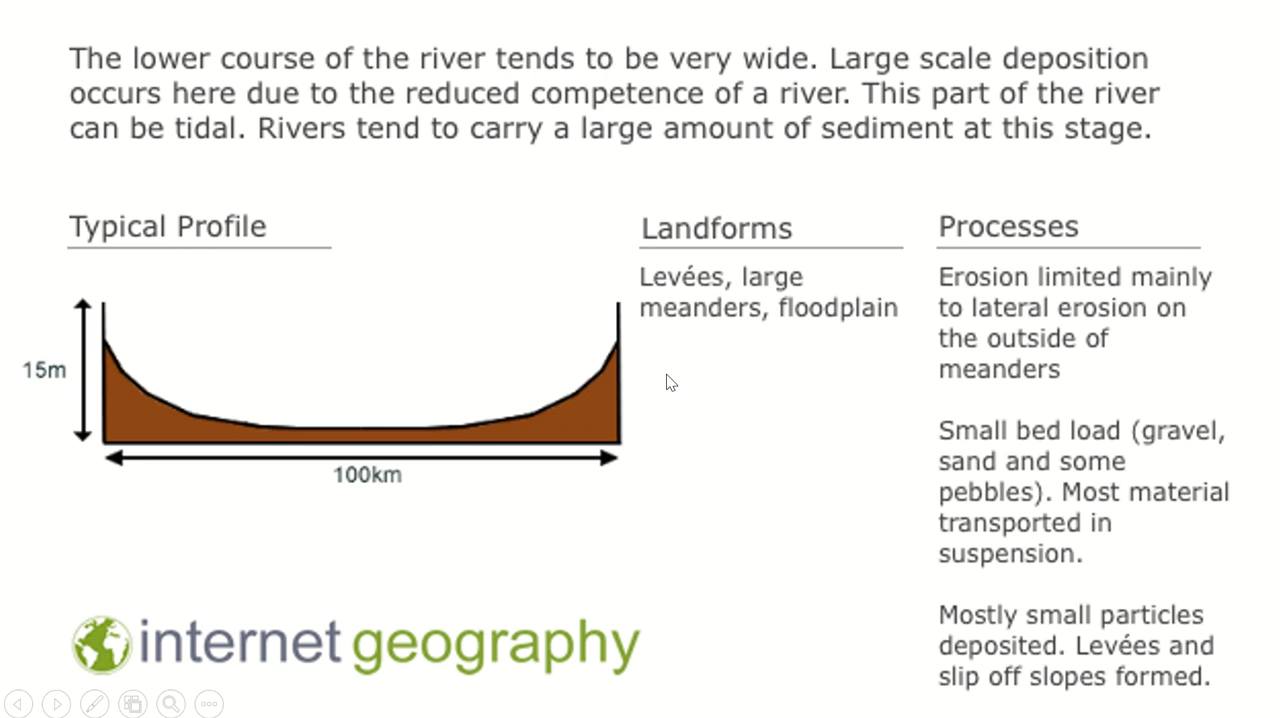 The lower course of the river tends to be very wide. Large scale deposition
occurs here due to the reduced competence of a river. This part of the river
can be tidal. Rivers tend to carry a large amount of sediment at this stage.
Typical Profile
15m
100km
Landforms
Levées, large
meanders, floodplain
Processes
Erosion limited mainly
to lateral erosion on
the outside of
meanders
Small bed load (gravel,
sand and some
pebbles). Most material
transported in
suspension.
Mostly small particles
deposited. Levées and
slip off slopes formed.
internet geography